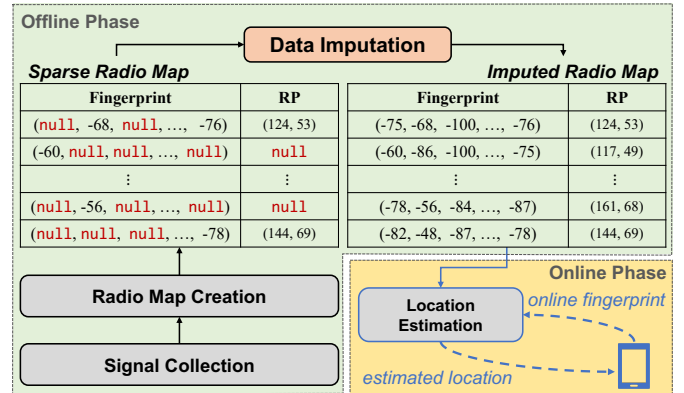 Offline Phase
Data Imputation
Sparse Radio Map
Imputed Radio Map
Fingerprint RP
(null, -68, null, …, -76) (124, 53)
(-60, null, null, …, null) null
⋮ ⋮
(null, -56, null, …, null) null
(null, null, null, …, -78) (144, 69)
Fingerprint RP
(-75, -68, -100, …, -76) (124, 53)
(-60, -86, -100, …, -75) (117, 49)
⋮ ⋮
(-78, -56, -84, …, -87) (161, 68)
(-82, -48, -87, …, -78) (144, 69)
Radio Map Creation
Signal Collection
Online Phase
Location
Estimation
online fingerprint
estimated location